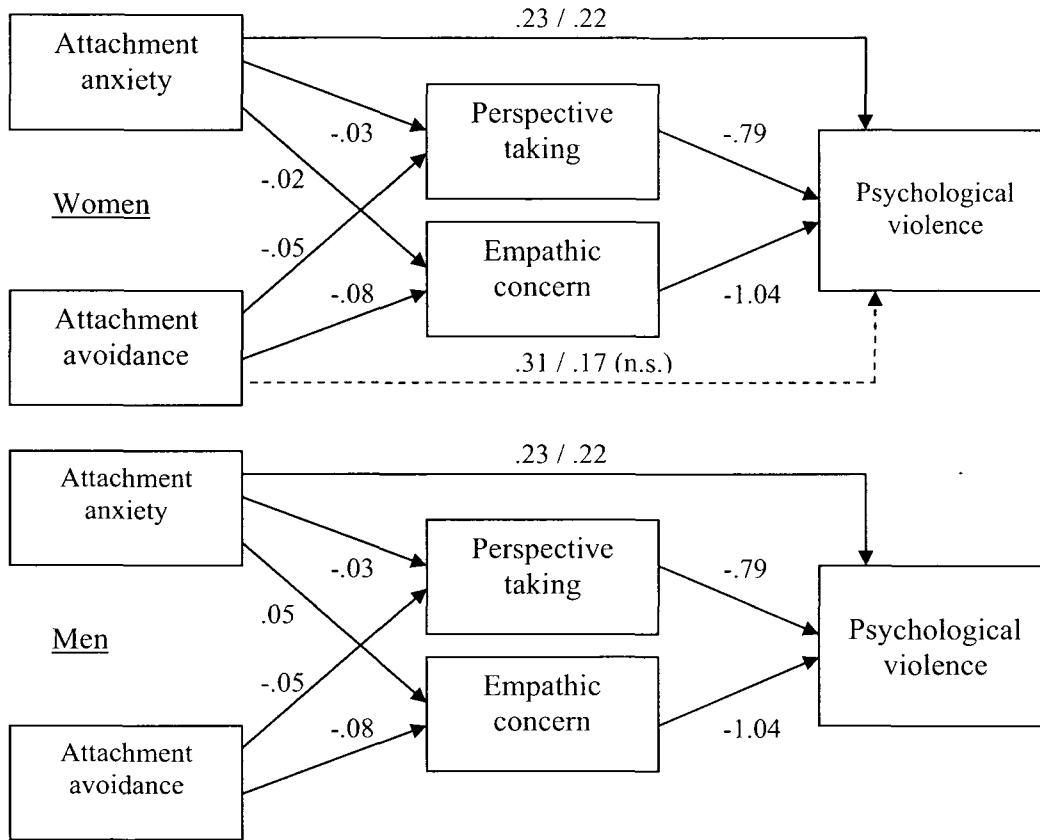 .23 / .22
Attachment
anxiety
-.03
Perspective
taking
-.79
-.02
Women
Psychological
violence
-.05
Empathic
concern
-.08
-1.04
Attachment
avoidance
.31 / .17 (n.s.)
.23 / .22
Attachment
anxiety
-.03
Perspective
taking
-.79
.05
Men
Psychological
violence
-.05
Empathic
concern
-.08
-1.04
Attachment
avoidance